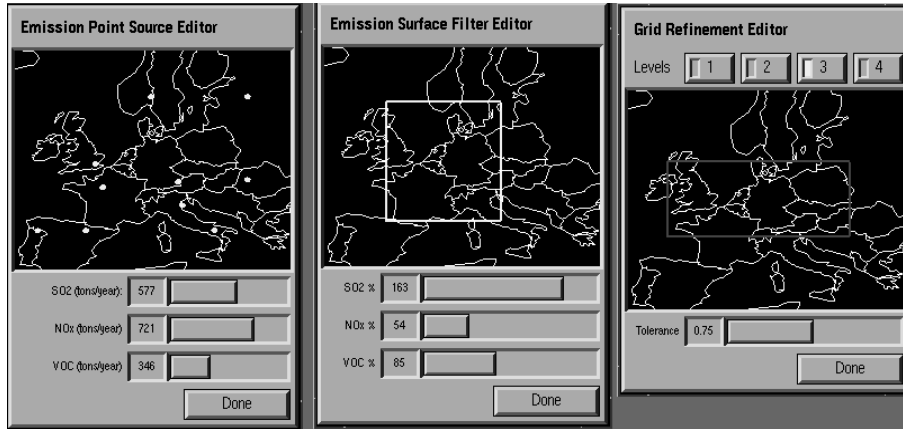 Emission Point Source Editor
SO2 (tons/year): 577
NOx (tons/year) 721
VOC (tons/year) 346
Done
Emission Surface Filter Editor
SO2 % 163
NOx % 54
VOC % 85
Done
Grid Refinement Editor
Levels 1 2 3 4
Tolerance 0.75
Done